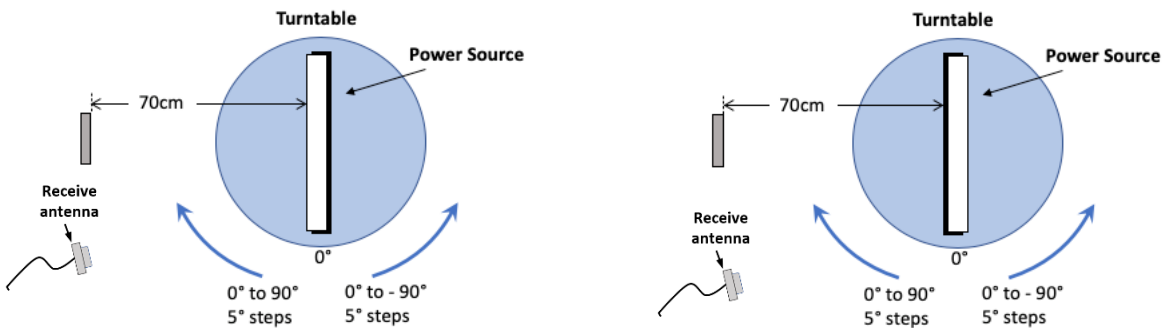 Turntable
Power Source
70cm
Receive
antenna
0°
0° to 90°
5° steps
0° to - 90°
5° steps
Turntable
Power Source
70cm
Receive
antenna
0°
0° to 90°
5° steps
0° to - 90°
5° steps